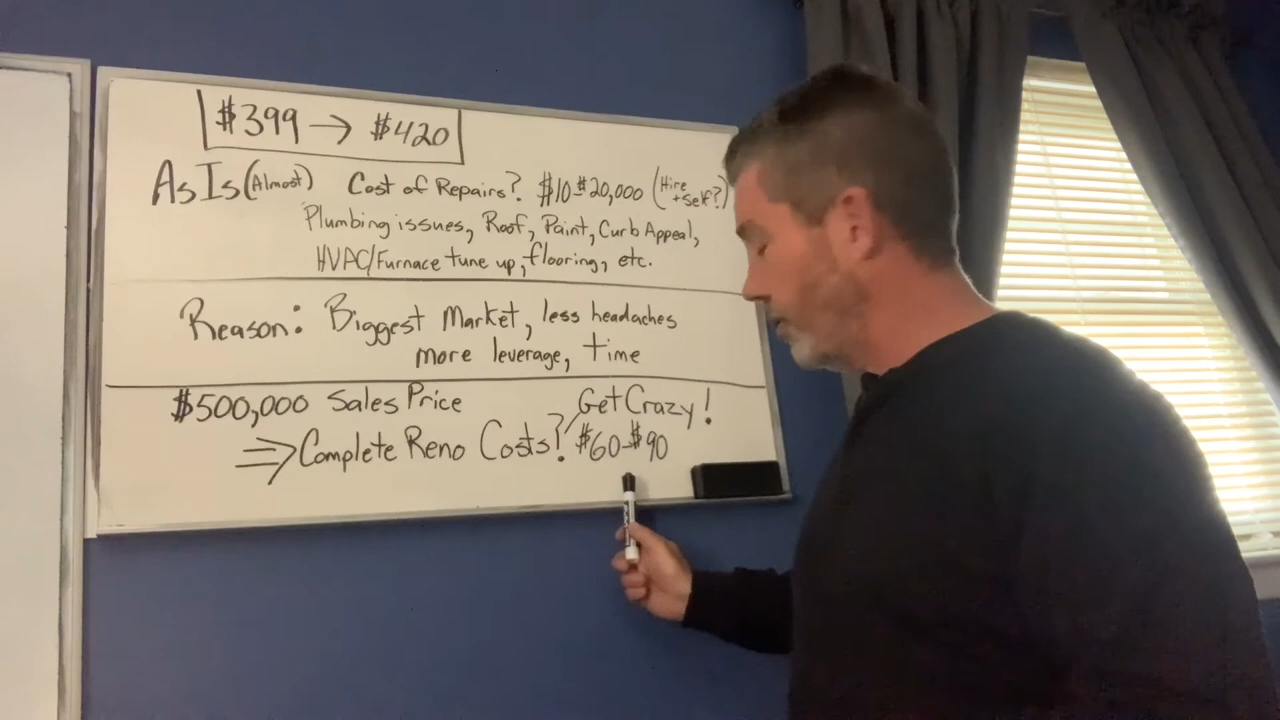 $399 → $420
As Is (Almost) Cost of Repairs? $10-$20,000 (Hire + Self?)
Plumbing issues, Roof, Paint, Curb Appeal,
HVAC/Furnace tune up, flooring, etc.
Reason: Biggest Market, less headaches
more leverage, time
$500,000 Sales Price Get Crazy!
⇒ Complete Reno Costs? $60-$90